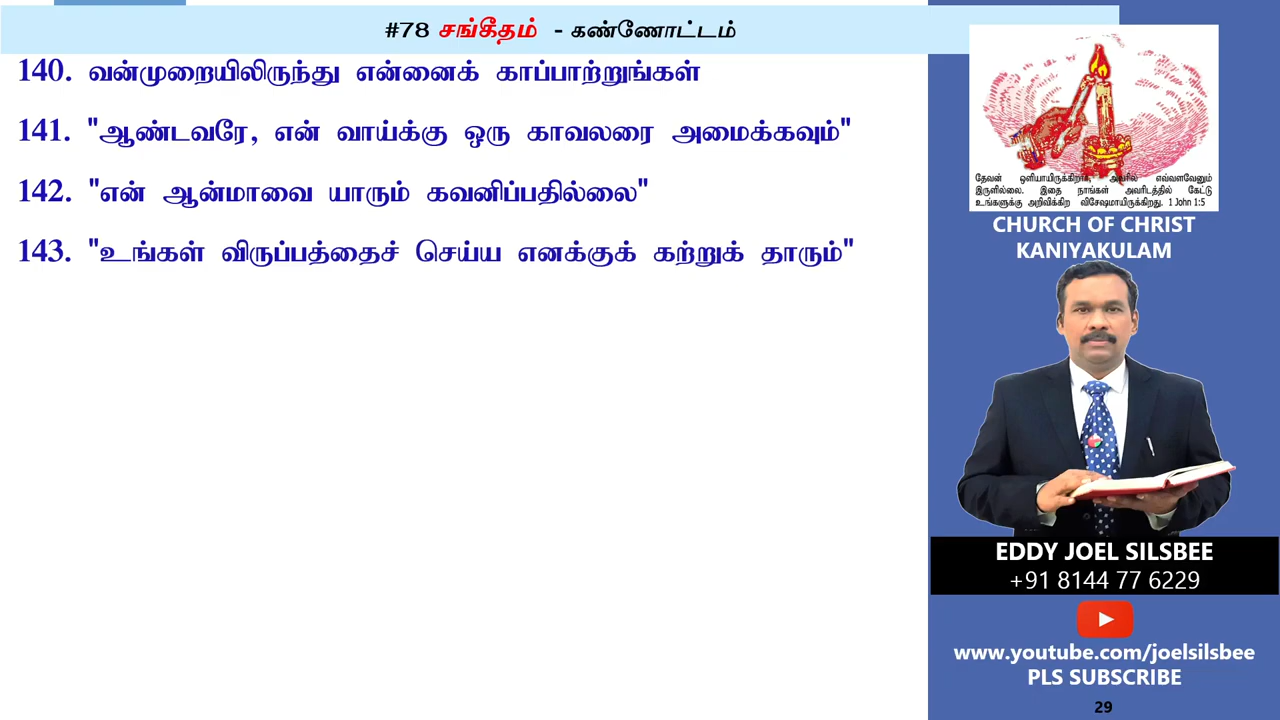 #78 சங்கீதம் - கண்ணோட்டம்
140. வன்முறையிலிருந்து என்னைக் காப்பாற்றுங்கள்
141. "ஆண்டவரே, என் வாய்க்கு ஒரு காவலரை அமைக்கவும்"
142. "என் ஆன்மாவை யாரும் கவனிப்பதில்லை"
143. "உங்கள் விருப்பத்தைச் செய்ய எனக்குக் கற்றுக் தாரும்"
தேவன் ஒளியாயிருக்கிறார், அவரில் எவ்வளவேனும்
இருளில்லை. இதை நாங்கள் அவரிடத்தில் கேட்டு
உங்களுக்கு அறிவிக்கிற விசேஷமாயிருக்கிறது. 1 John 1:5
CHURCH OF CHRIST
KANIYAKULAM
EDDY JOEL SILSBEE
+91 8144 77 6229
www.youtube.com/joelsilsbee
PLS SUBSCRIBE
29